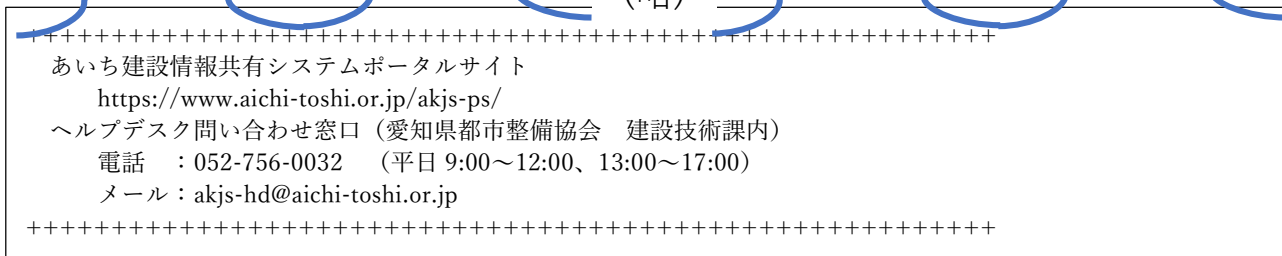 ++++++++++++++++++++++++++++++++++++++++++++++++++++++++++
あいち建設情報共有システムポータルサイト
https://www.aichi-toshi.or.jp/akjs-ps/
ヘルプデスク問い合わせ窓口（愛知県都市整備協会　建設技術課内）
電話　：052-756-0032　（平日 9:00～12:00、13:00～17:00）
メール：akjs-hd@aichi-toshi.or.jp
++++++++++++++++++++++++++++++++++++++++++++++++++++++++++